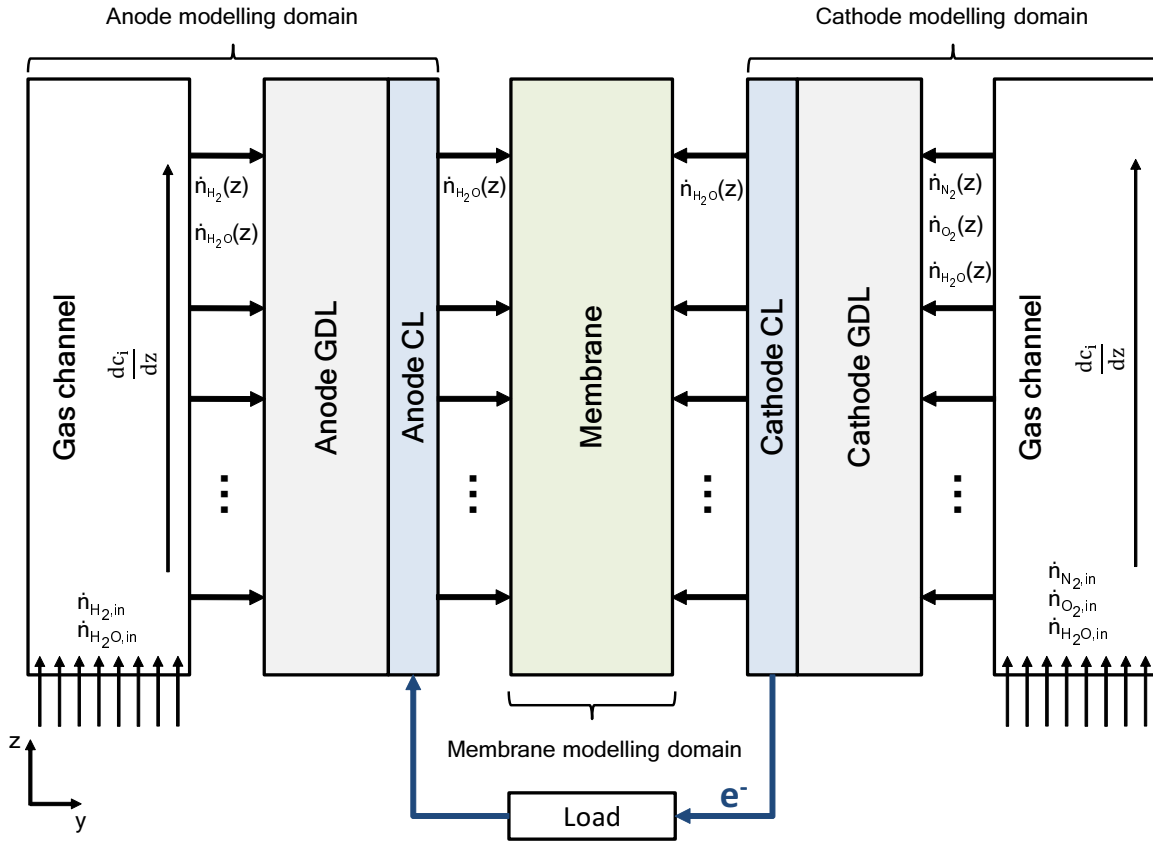 Anode modelling domain
Cathode modelling domain
ṅH₂(z)
ṅH₂O(z)
ṅH₂O(z)
ṅH₂O(z)
ṅN₂(z)
ṅO₂(z)
ṅH₂O(z)
Gas channel
dcᵢ
dz
Anode GDL
Anode CL
Membrane
Cathode CL
Cathode GDL
Gas channel
dcᵢ
dz
...
...
...
...
ṅH₂,in
ṅH₂O,in
ṅN₂,in
ṅO₂,in
ṅH₂O,in
z
y
Membrane modelling domain
e⁻
Load